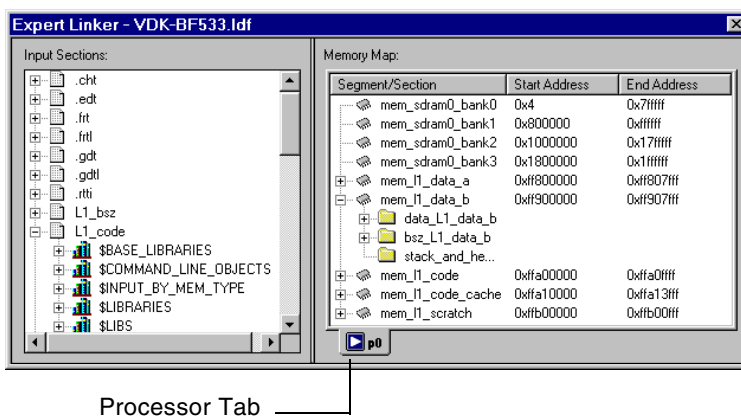 Expert Linker - VDK-BF533.ldf
Input Sections:
.cht
.edt
.frt
.frtl
.gdt
.gdtl
.rtti
L1_bsz
L1_code
$BASE_LIBRARIES
$COMMAND_LINE_OBJECTS
$INPUT_BY_MEM_TYPE
$LIBRARIES
$LIBS
Memory Map:
Segment/Section Start Address End Address
mem_sdram0_bank0 0x4 0x7fffff
mem_sdram0_bank1 0x800000 0xffffff
mem_sdram0_bank2 0x1000000 0x17fffff
mem_sdram0_bank3 0x1800000 0x1ffffff
mem_l1_data_a 0xff800000 0xff807fff
mem_l1_data_b 0xff900000 0xff907fff
data_L1_data_b
bsz_L1_data_b
stack_and_he...
mem_l1_code 0xffa00000 0xffa0ffff
mem_l1_code_cache 0xffa10000 0xffa13fff
mem_l1_scratch 0xffb00000 0xffb00fff
p0
Processor Tab